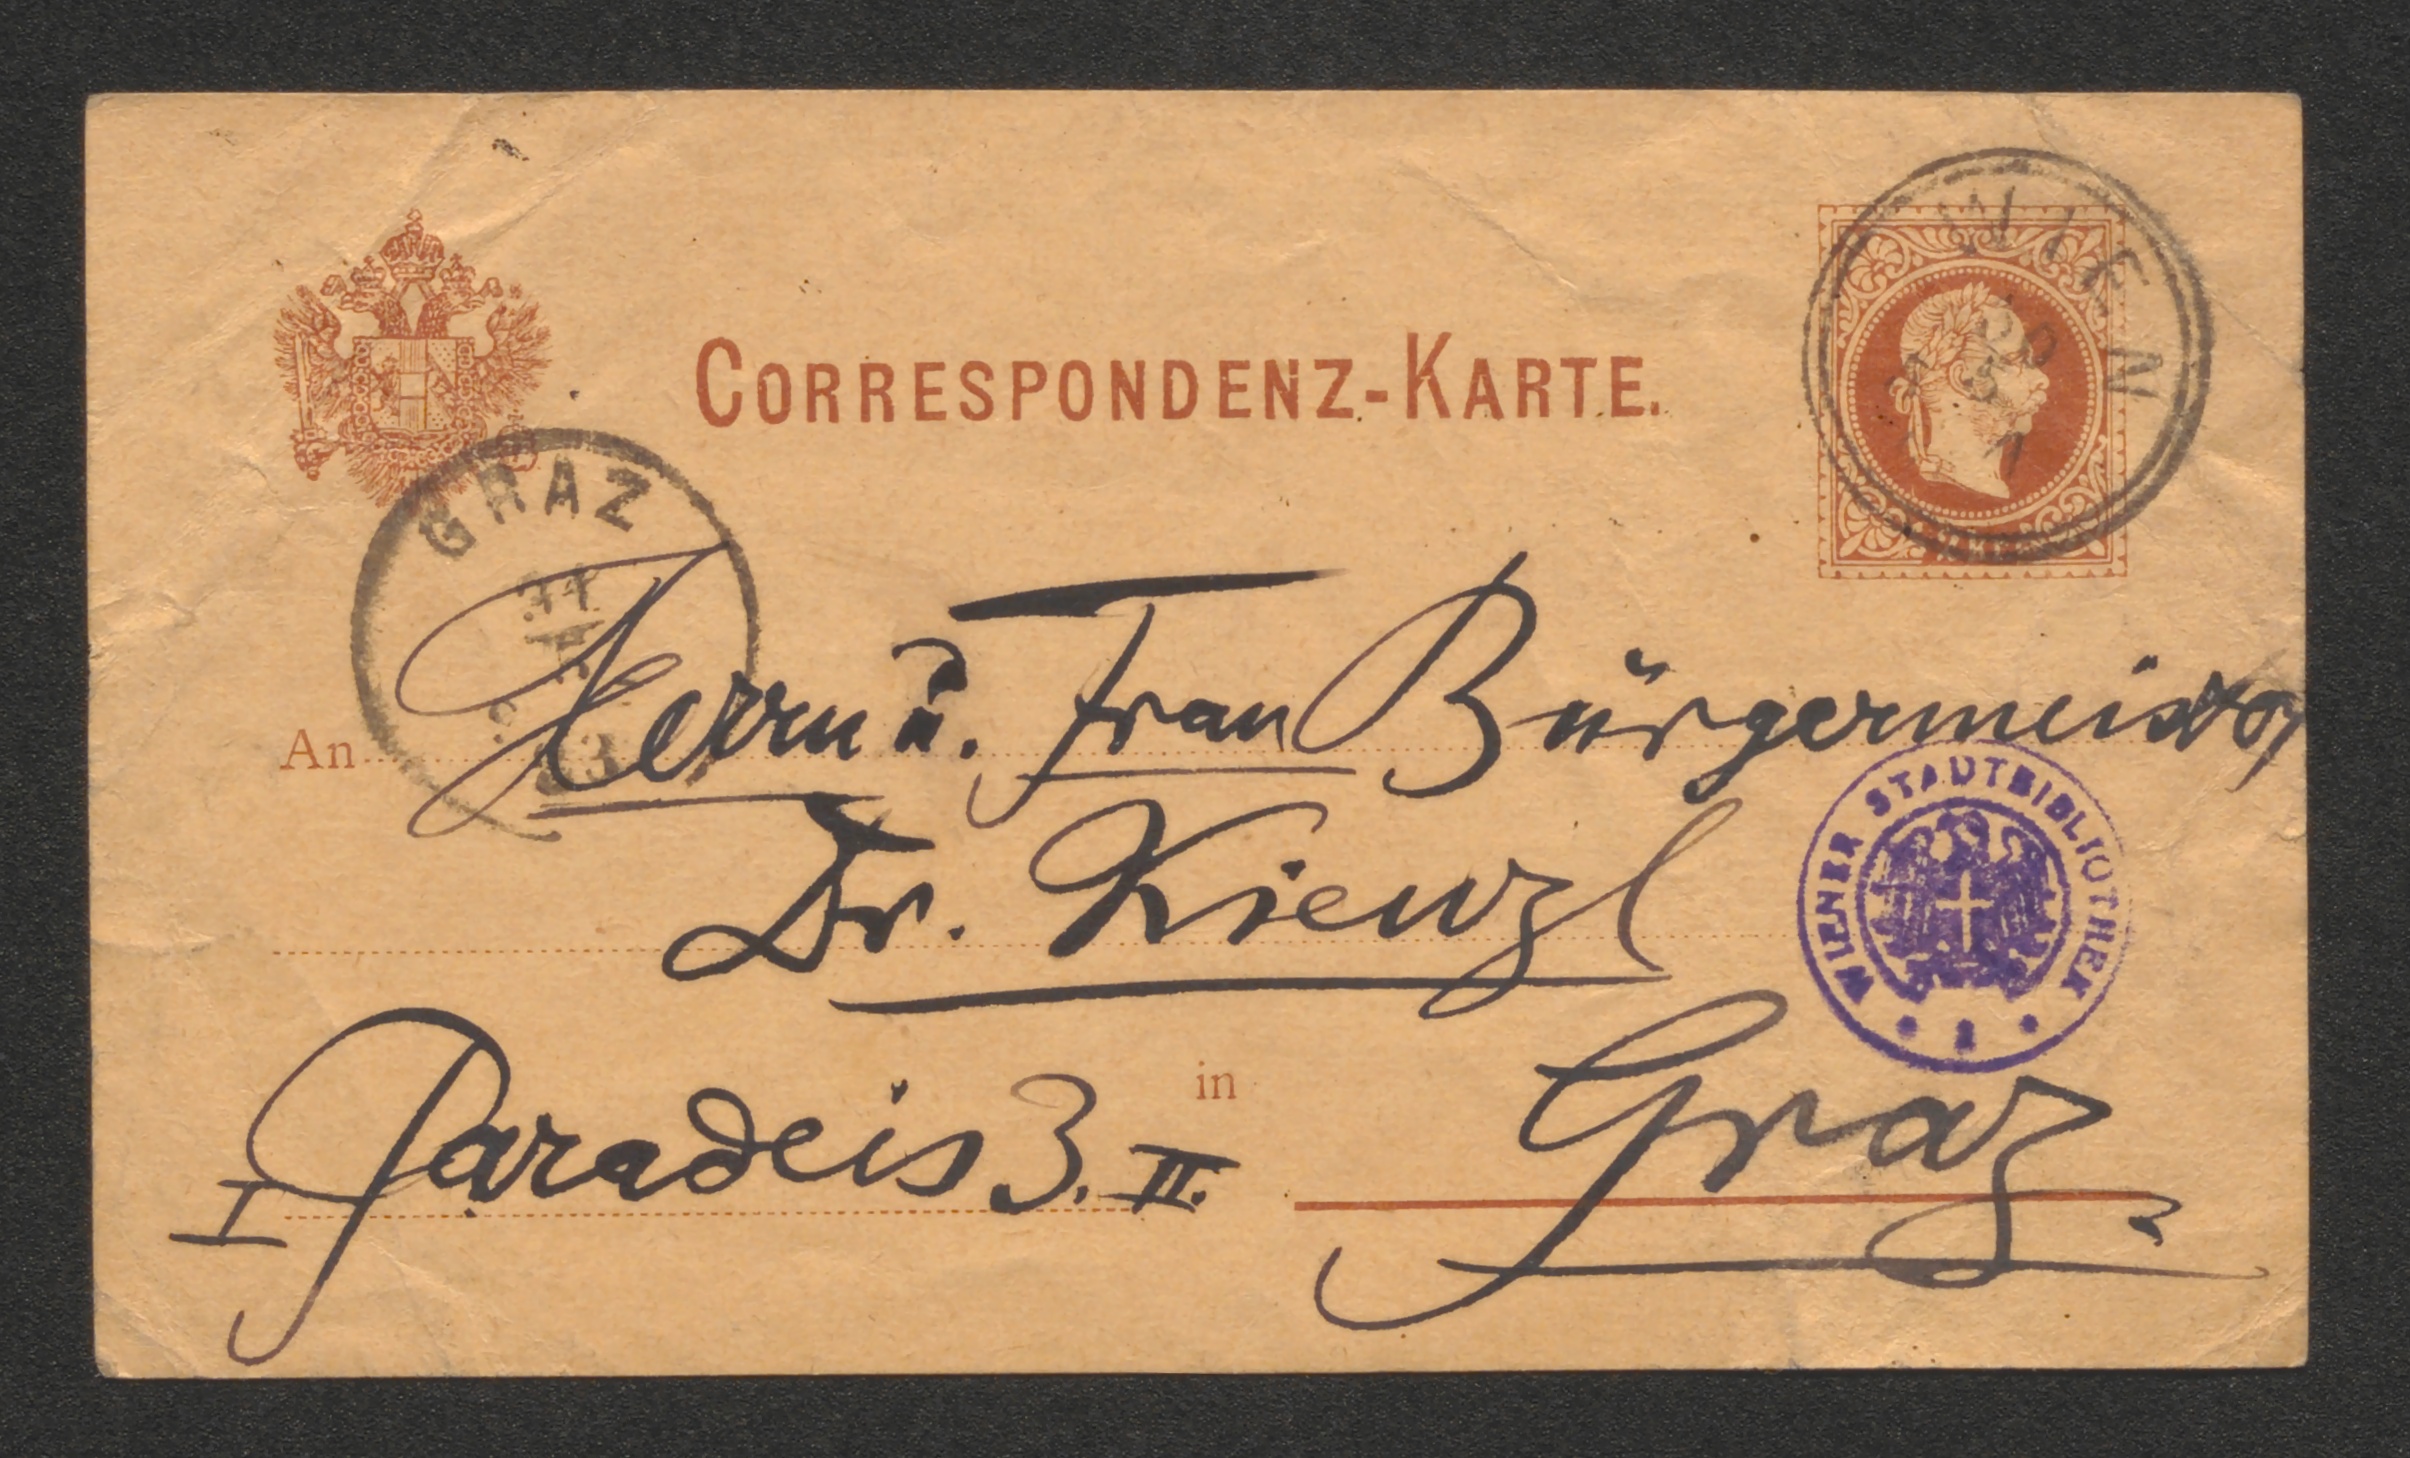 CORRESPONDENZ-KARTE.
WIEN
GRAZ
An Herrn u. Frau Bürgermeister
Dr. Kienzl
WIENER STADTBIBLIOTHEK
in Graz
I Paradeis 3. II.